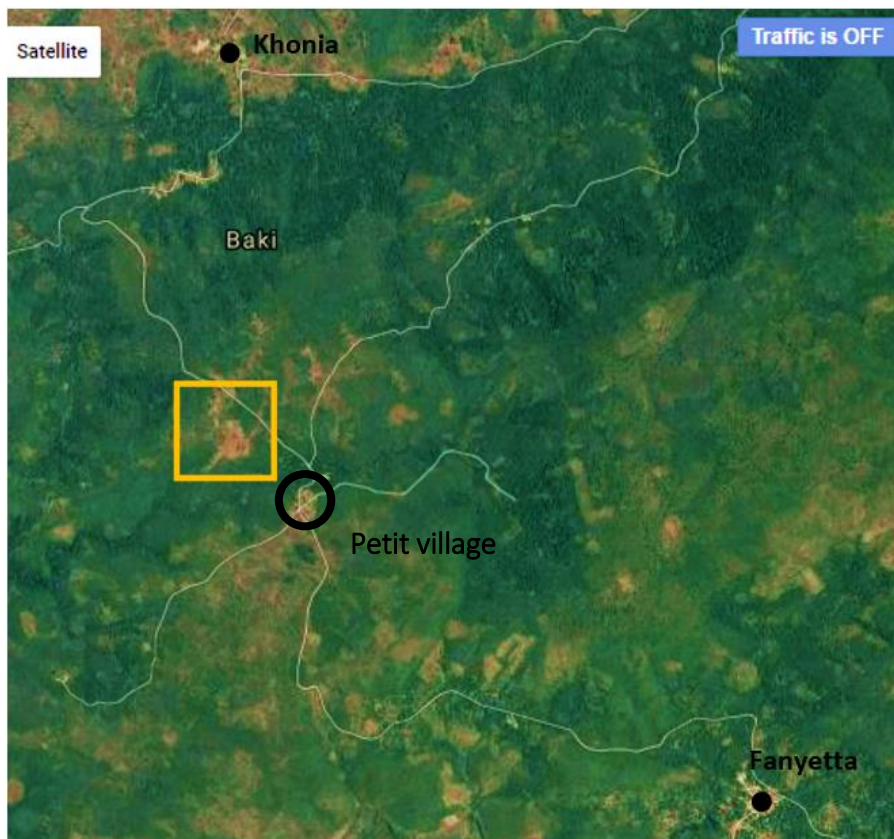 Khonia
Satellite
Traffic is OFF
Baki
Petit village
Fanyetta